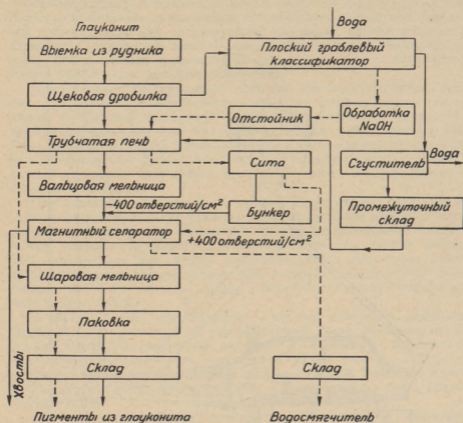 Глауконит
Вода
Выемка из рудника
Плоский граблевый
классификатор
Щековая дробилка
Отстойник
Обработка
NaOH
Трубчатая печь
Сита
Сгуститель
Вода
Валковая мельница
−400 отверстий/см²
Бункер
Промежуточный
склад
Магнитный сепаратор
+400 отверстий/см²
Шаровая мельница
Паковка
Склад
Склад
Хвосты
Пигменты из глауконита
Водосмягчитель